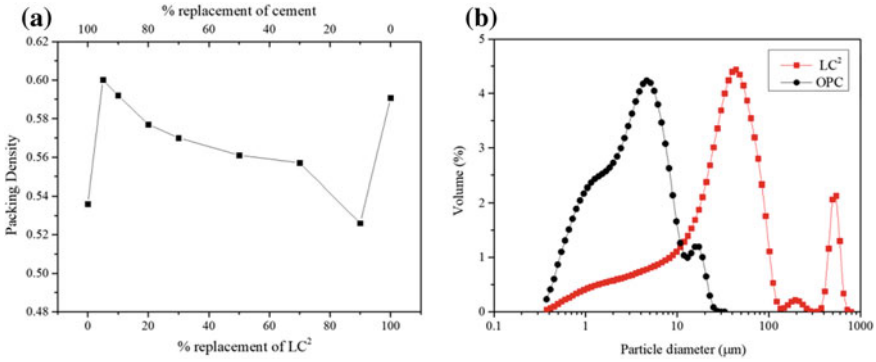 (a)
% replacement of cement
100 80 60 40 20 0
0.62
0.60
0.58
0.56
0.54
0.52
0.50
0.48
Packing Density
0 20 40 60 80 100
% replacement of LC²
(b)
5
4
3
2
1
0
Volume (%)
LC²
OPC
0.1 1 10 100 1000
Particle diameter (μm)